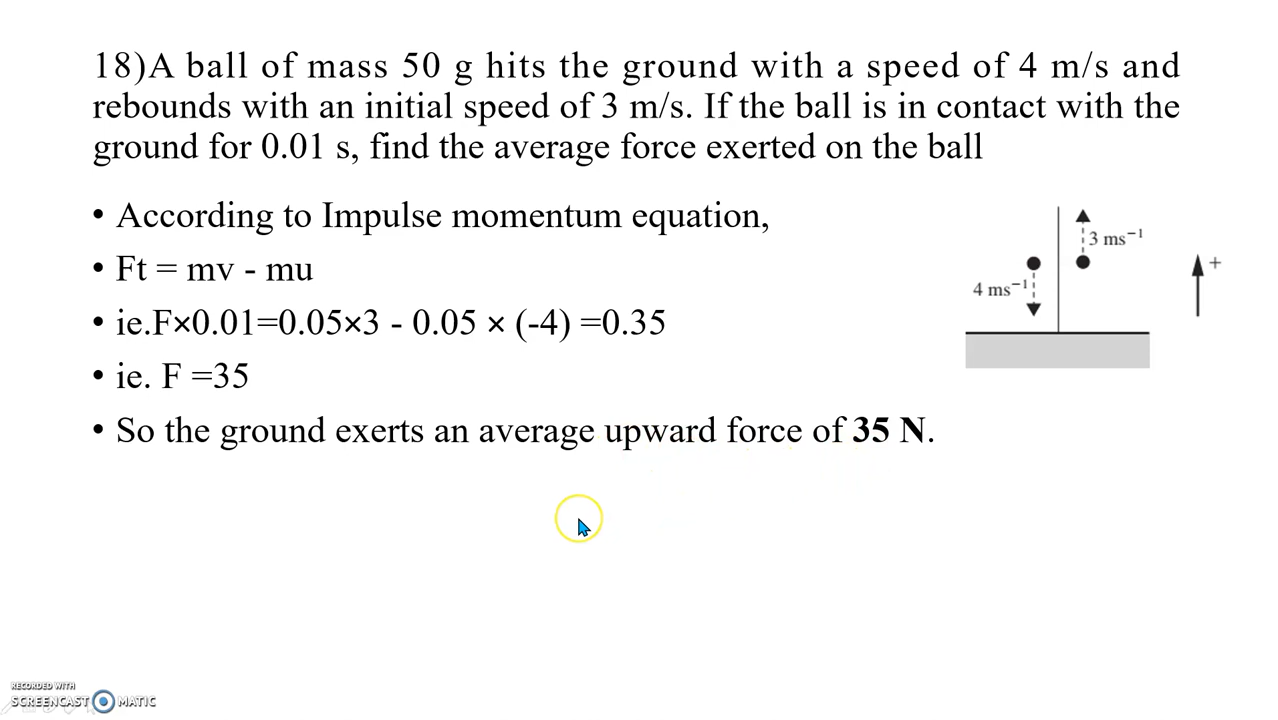 18)A ball of mass 50 g hits the ground with a speed of 4 m/s and
rebounds with an initial speed of 3 m/s. If the ball is in contact with the
ground for 0.01 s, find the average force exerted on the ball
• According to Impulse momentum equation,
• Ft = mv - mu
• ie.F×0.01=0.05×3 - 0.05 × (-4) =0.35
• ie. F =35
• So the ground exerts an average upward force of 35 N.
3 ms⁻¹
4 ms⁻¹
+
RECORDED WITH
SCREENCAST MATIC